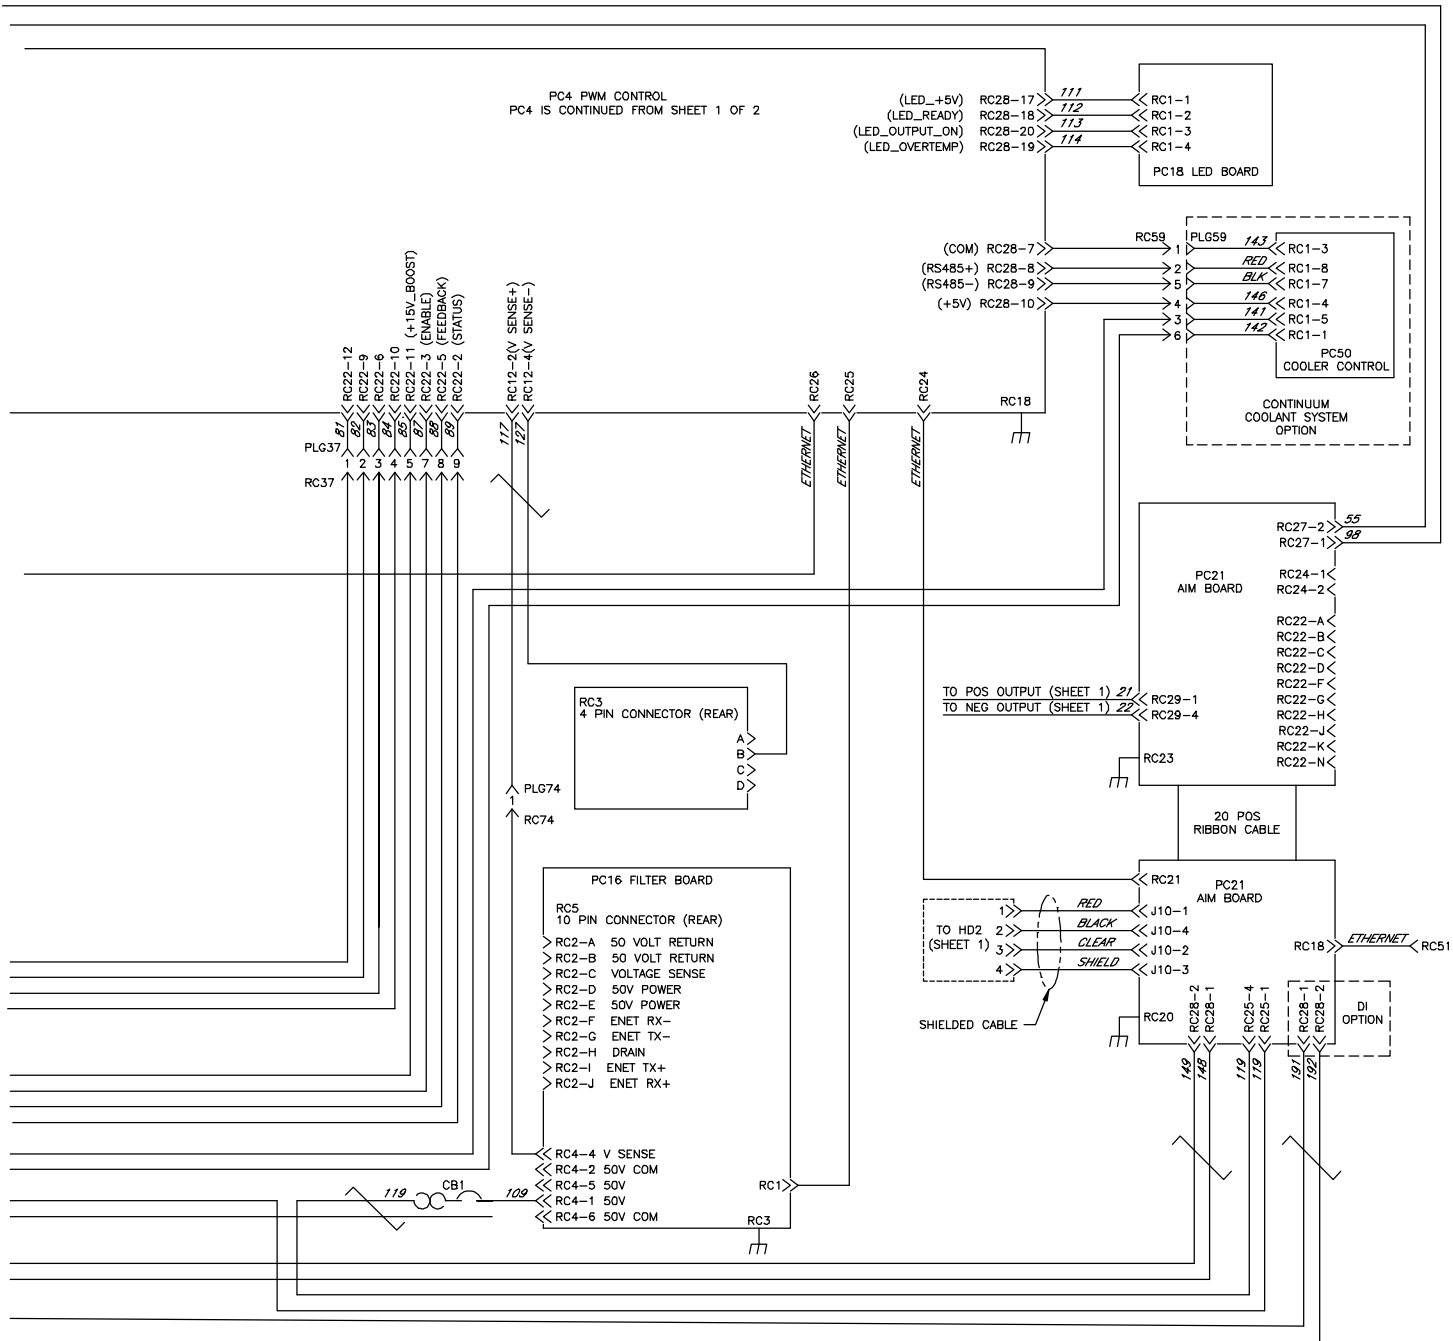 PC4 PWM CONTROL
PC4 IS CONTINUED FROM SHEET 1 OF 2
(LED_+5V) RC28-17 111 RC1-1
(LED_READY) RC28-18 112 RC1-2
(LED_OUTPUT_ON) RC28-20 113 RC1-3
(LED_OVERTEMP) RC28-19 114 RC1-4
PC18 LED BOARD
RC59 PLG59
(COM) RC28-7 1 143 RC1-3
(RS485+) RC28-8 2 RED RC1-8
(RS485-) RC28-9 5 BLK RC1-7
(+5V) RC28-10 4 146 RC1-4
3 141 RC1-5
6 142 RC1-1
PC50
COOLER CONTROL
CONTINUUM
COOLANT SYSTEM
OPTION
RC22-12
RC22-9
RC22-6
RC22-10
RC22-11 (+15V_BOOST)
RC22-3 (ENABLE)
RC22-5 (FEEDBACK)
RC22-2 (STATUS)
RC12-2(V SENSE+)
RC12-4(V SENSE-)
RC26
RC25
RC24
RC18
81
82
83
84
85
87
88
89
117
127
ETHERNET
ETHERNET
ETHERNET
PLG37
1 2 3 4 5 7 8 9
RC37
RC27-2 55
RC27-1 98
PC21
AIM BOARD
RC24-1
RC24-2
RC22-A
RC22-B
RC22-C
RC22-D
RC22-F
RC22-G
RC22-H
RC22-J
RC22-K
RC22-N
TO POS OUTPUT (SHEET 1) 21 RC29-1
TO NEG OUTPUT (SHEET 1) 22 RC29-4
RC23
RC3
4 PIN CONNECTOR (REAR)
A
B
C
D
PLG74
1
RC74
20 POS
RIBBON CABLE
PC16 FILTER BOARD
RC5
10 PIN CONNECTOR (REAR)
RC2-A 50 VOLT RETURN
RC2-B 50 VOLT RETURN
RC2-C VOLTAGE SENSE
RC2-D 50V POWER
RC2-E 50V POWER
RC2-F ENET RX-
RC2-G ENET TX-
RC2-H DRAIN
RC2-I ENET TX+
RC2-J ENET RX+
RC4-4 V SENSE
RC4-2 50V COM
RC4-5 50V
RC4-1 50V
RC4-6 50V COM
RC1
RC3
119 CB1 109
RC21
PC21
AIM BOARD
TO HD2
(SHEET 1)
1 RED J10-1
2 BLACK J10-4
3 CLEAR J10-2
4 SHIELD J10-3
SHIELDED CABLE
RC18 ETHERNET RC51
RC20
RC28-2
RC28-1
RC25-4
RC25-1
RC28-1
RC28-2
DI
OPTION
149
148
119
119
191
192